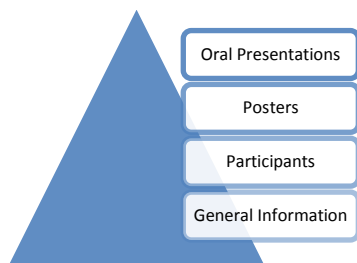 Oral Presentations
Posters
Participants
General Information